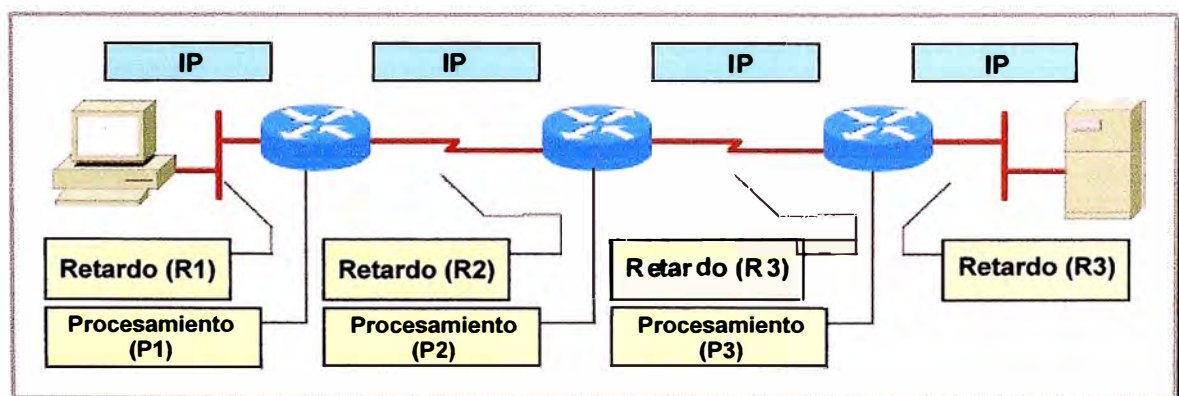 IP
IP
IP
IP
Retardo (R1)
Retardo (R2)
Retardo (R3)
Retardo (R3)
Procesamiento
(P1)
Procesamiento
(P2)
Procesamiento
(P3)